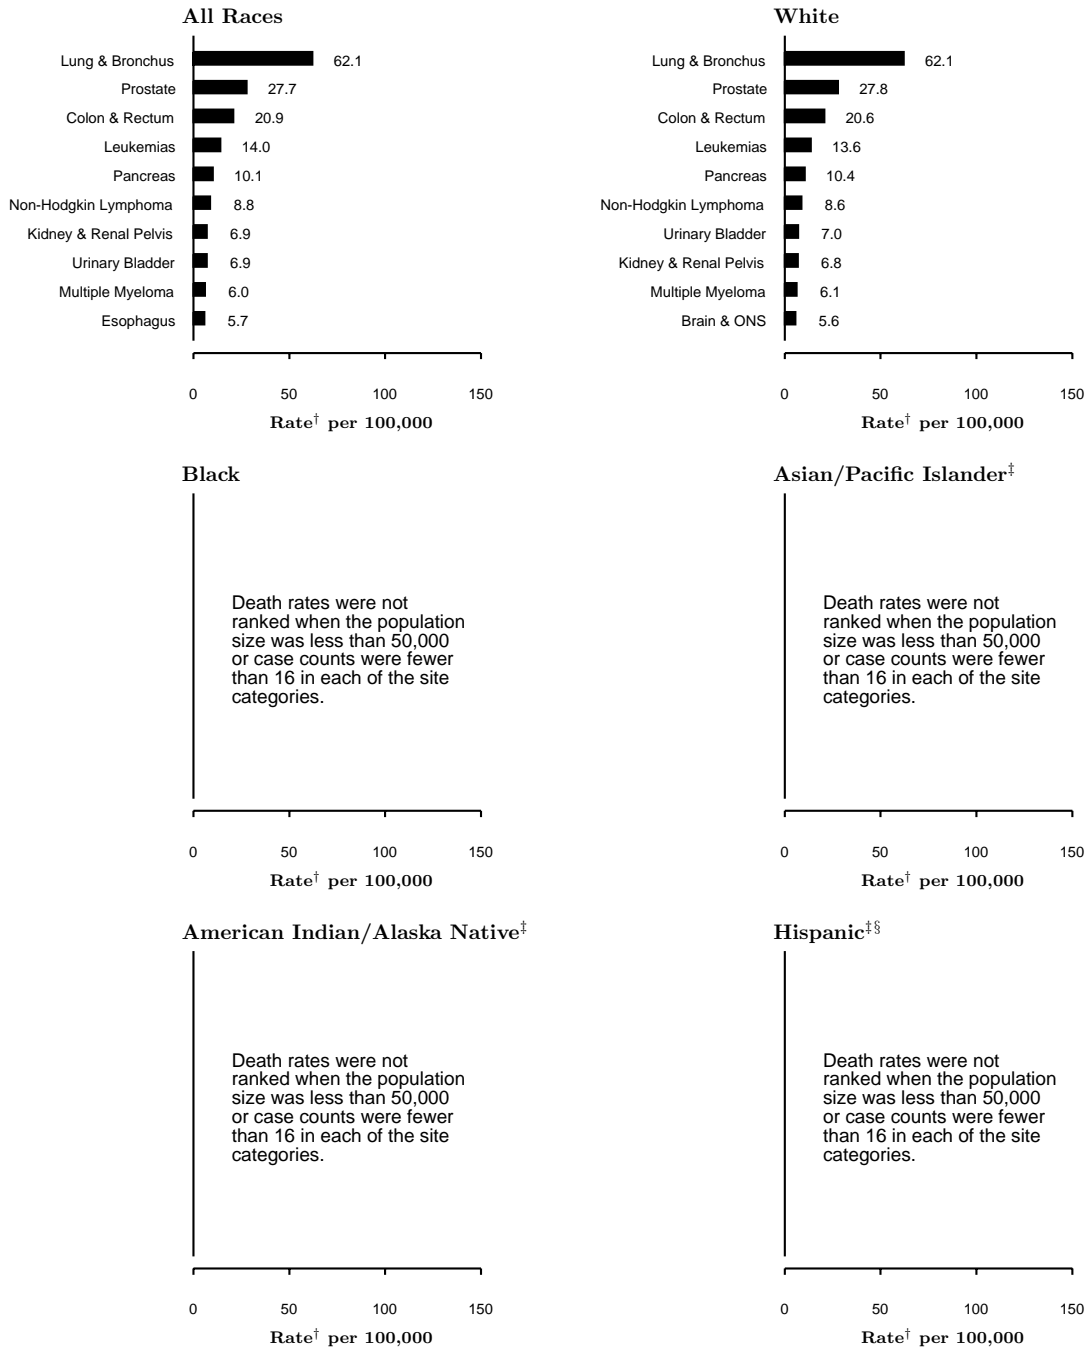 All Races
Lung & Bronchus 62.1
Prostate 27.7
Colon & Rectum 20.9
Leukemias 14.0
Pancreas 10.1
Non-Hodgkin Lymphoma 8.8
Kidney & Renal Pelvis 6.9
Urinary Bladder 6.9
Multiple Myeloma 6.0
Esophagus 5.7
0 50 100 150
Rate† per 100,000
White
Lung & Bronchus 62.1
Prostate 27.8
Colon & Rectum 20.6
Leukemias 13.6
Pancreas 10.4
Non-Hodgkin Lymphoma 8.6
Urinary Bladder 7.0
Kidney & Renal Pelvis 6.8
Multiple Myeloma 6.1
Brain & ONS 5.6
0 50 100 150
Rate† per 100,000
Black
Death rates were not
ranked when the population
size was less than 50,000
or case counts were fewer
than 16 in each of the site
categories.
0 50 100 150
Rate† per 100,000
Asian/Pacific Islander‡
Death rates were not
ranked when the population
size was less than 50,000
or case counts were fewer
than 16 in each of the site
categories.
0 50 100 150
Rate† per 100,000
American Indian/Alaska Native‡
Death rates were not
ranked when the population
size was less than 50,000
or case counts were fewer
than 16 in each of the site
categories.
0 50 100 150
Rate† per 100,000
Hispanic‡§
Death rates were not
ranked when the population
size was less than 50,000
or case counts were fewer
than 16 in each of the site
categories.
0 50 100 150
Rate† per 100,000